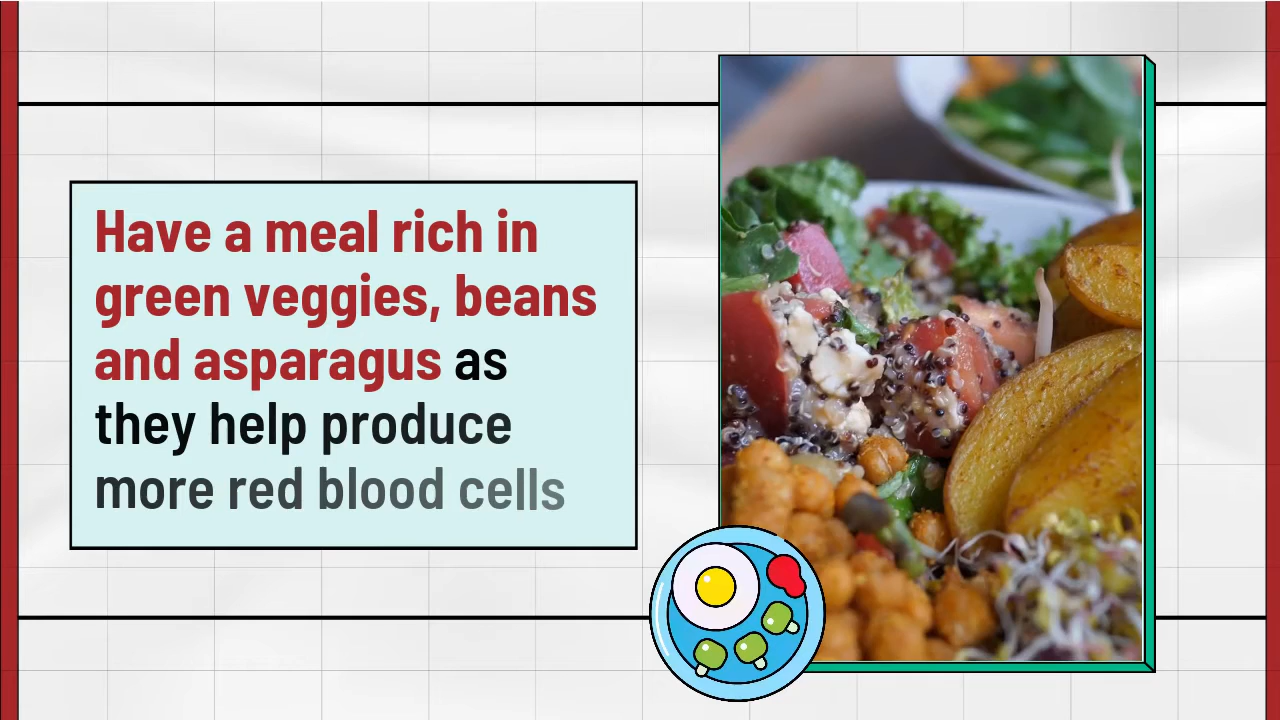 Have a meal rich in
green veggies, beans
and asparagus as
they help produce
more red blood cells